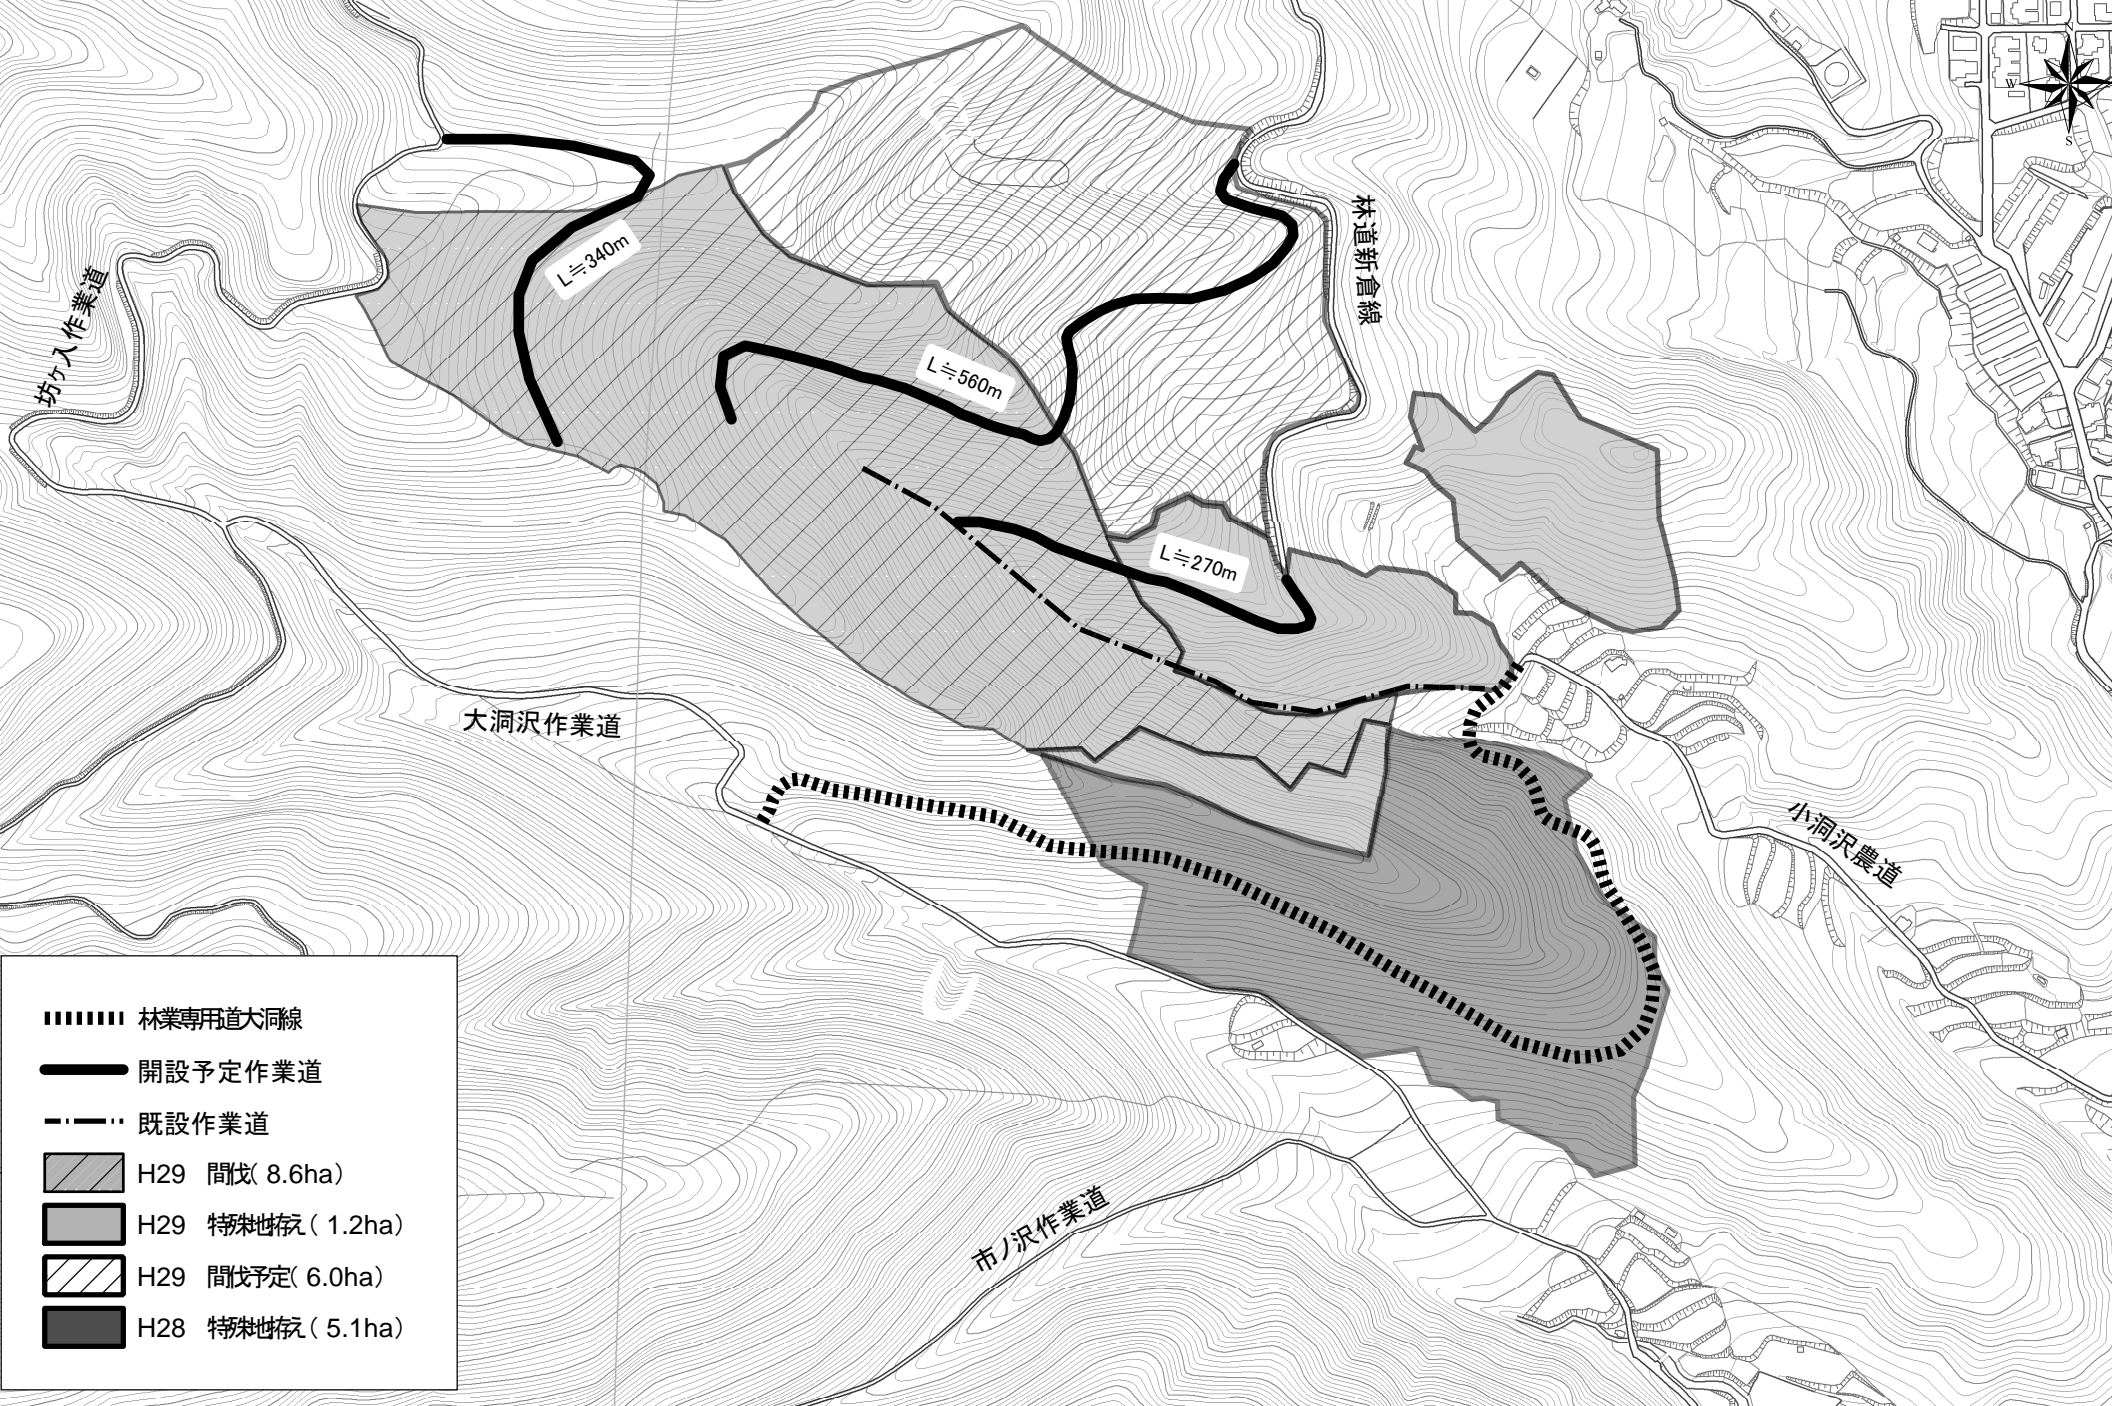 W
S
林道新倉線
L≒340m
坊ヶ入作業道
L≒560m
L≒270m
大洞沢作業道
小洞沢農道
市ノ沢作業道
林業専用道大洞線
開設予定作業道
既設作業道
H29 間伐( 8.6ha)
H29 特殊地拵え( 1.2ha)
H29 間伐予定( 6.0ha)
H28 特殊地拵え( 5.1ha)